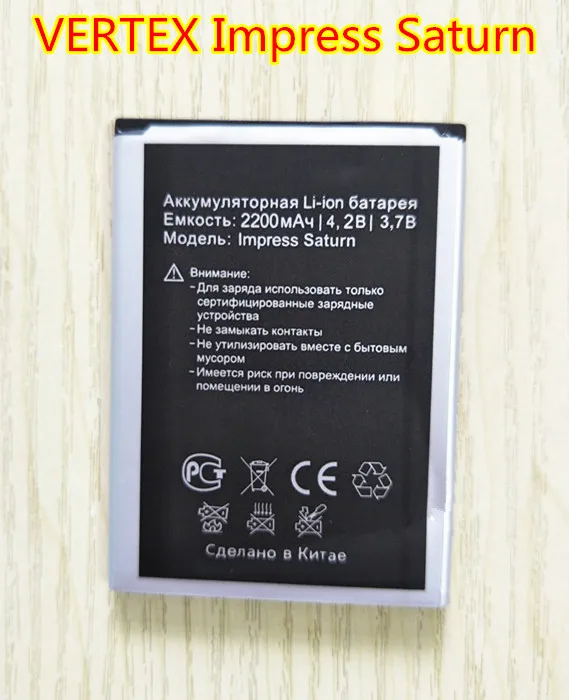 VERTEX Impress Saturn
Аккумуляторная Li-ion батарея
Емкость: 2200мАч | 4, 2В| 3,7В
Модель: Impress Saturn
Внимание:
-Для заряда использовать только
сертифицированные зарядные
устройства
-Не замыкать контакты
-Не утилизировать вместе с бытовым
мусором
-Имеется риск при повреждении или
помещении в огонь
РСТ CE
Сделано в Китае